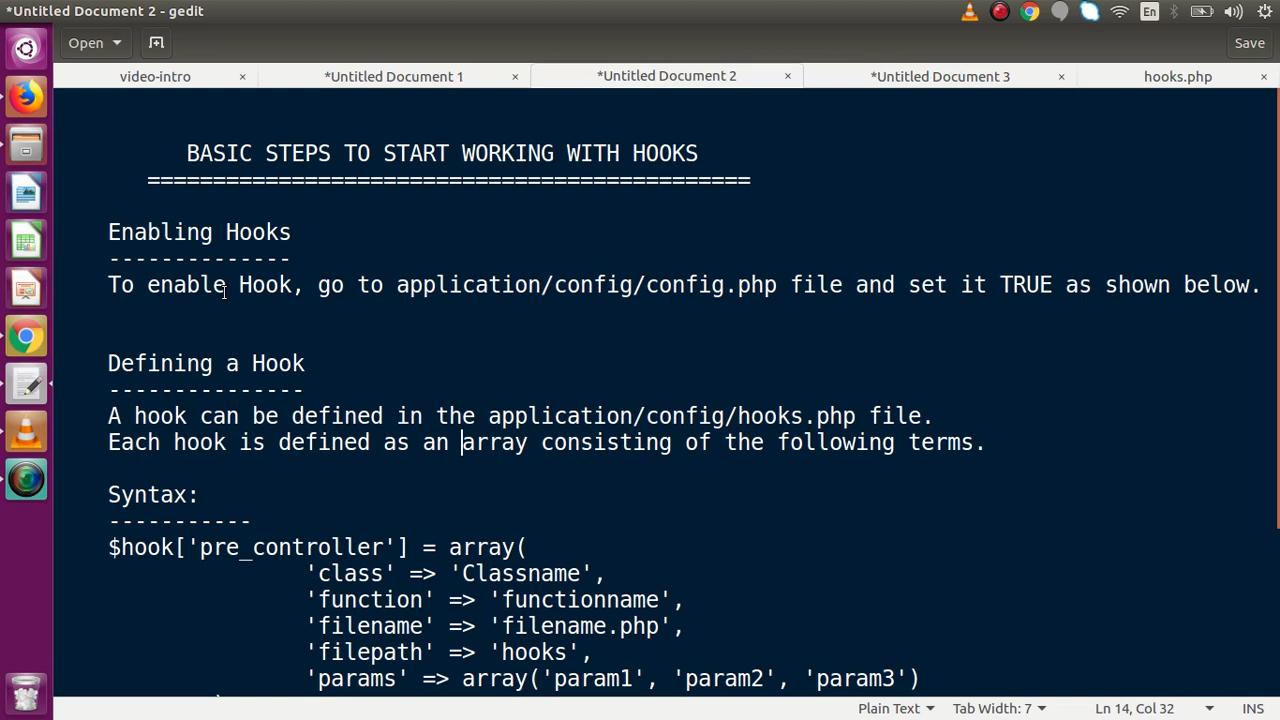 *Untitled Document 2 - gedit
En
Open
Save
video-intro
*Untitled Document 1
*Untitled Document 2
*Untitled Document 3
hooks.php
BASIC STEPS TO START WORKING WITH HOOKS
==============================================
Enabling Hooks
--------------
To enable Hook, go to application/config/config.php file and set it TRUE as shown below.
Defining a Hook
---------------
A hook can be defined in the application/config/hooks.php file.
Each hook is defined as an array consisting of the following terms.
Syntax:
-----------
$hook['pre_controller'] = array(
'class' => 'Classname',
'function' => 'functionname',
'filename' => 'filename.php',
'filepath' => 'hooks',
'params' => array('param1', 'param2', 'param3')
Plain Text
Tab Width: 7
Ln 14, Col 32
INS